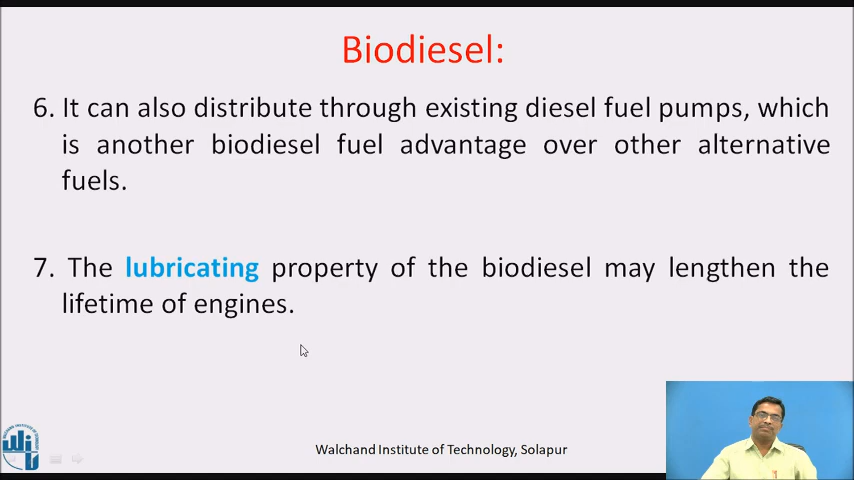 Biodiesel:
6. It can also distribute through existing diesel fuel pumps, which
is another biodiesel fuel advantage over other alternative
fuels.
7. The lubricating property of the biodiesel may lengthen the
lifetime of engines.
Walchand Institute of Technology, Solapur